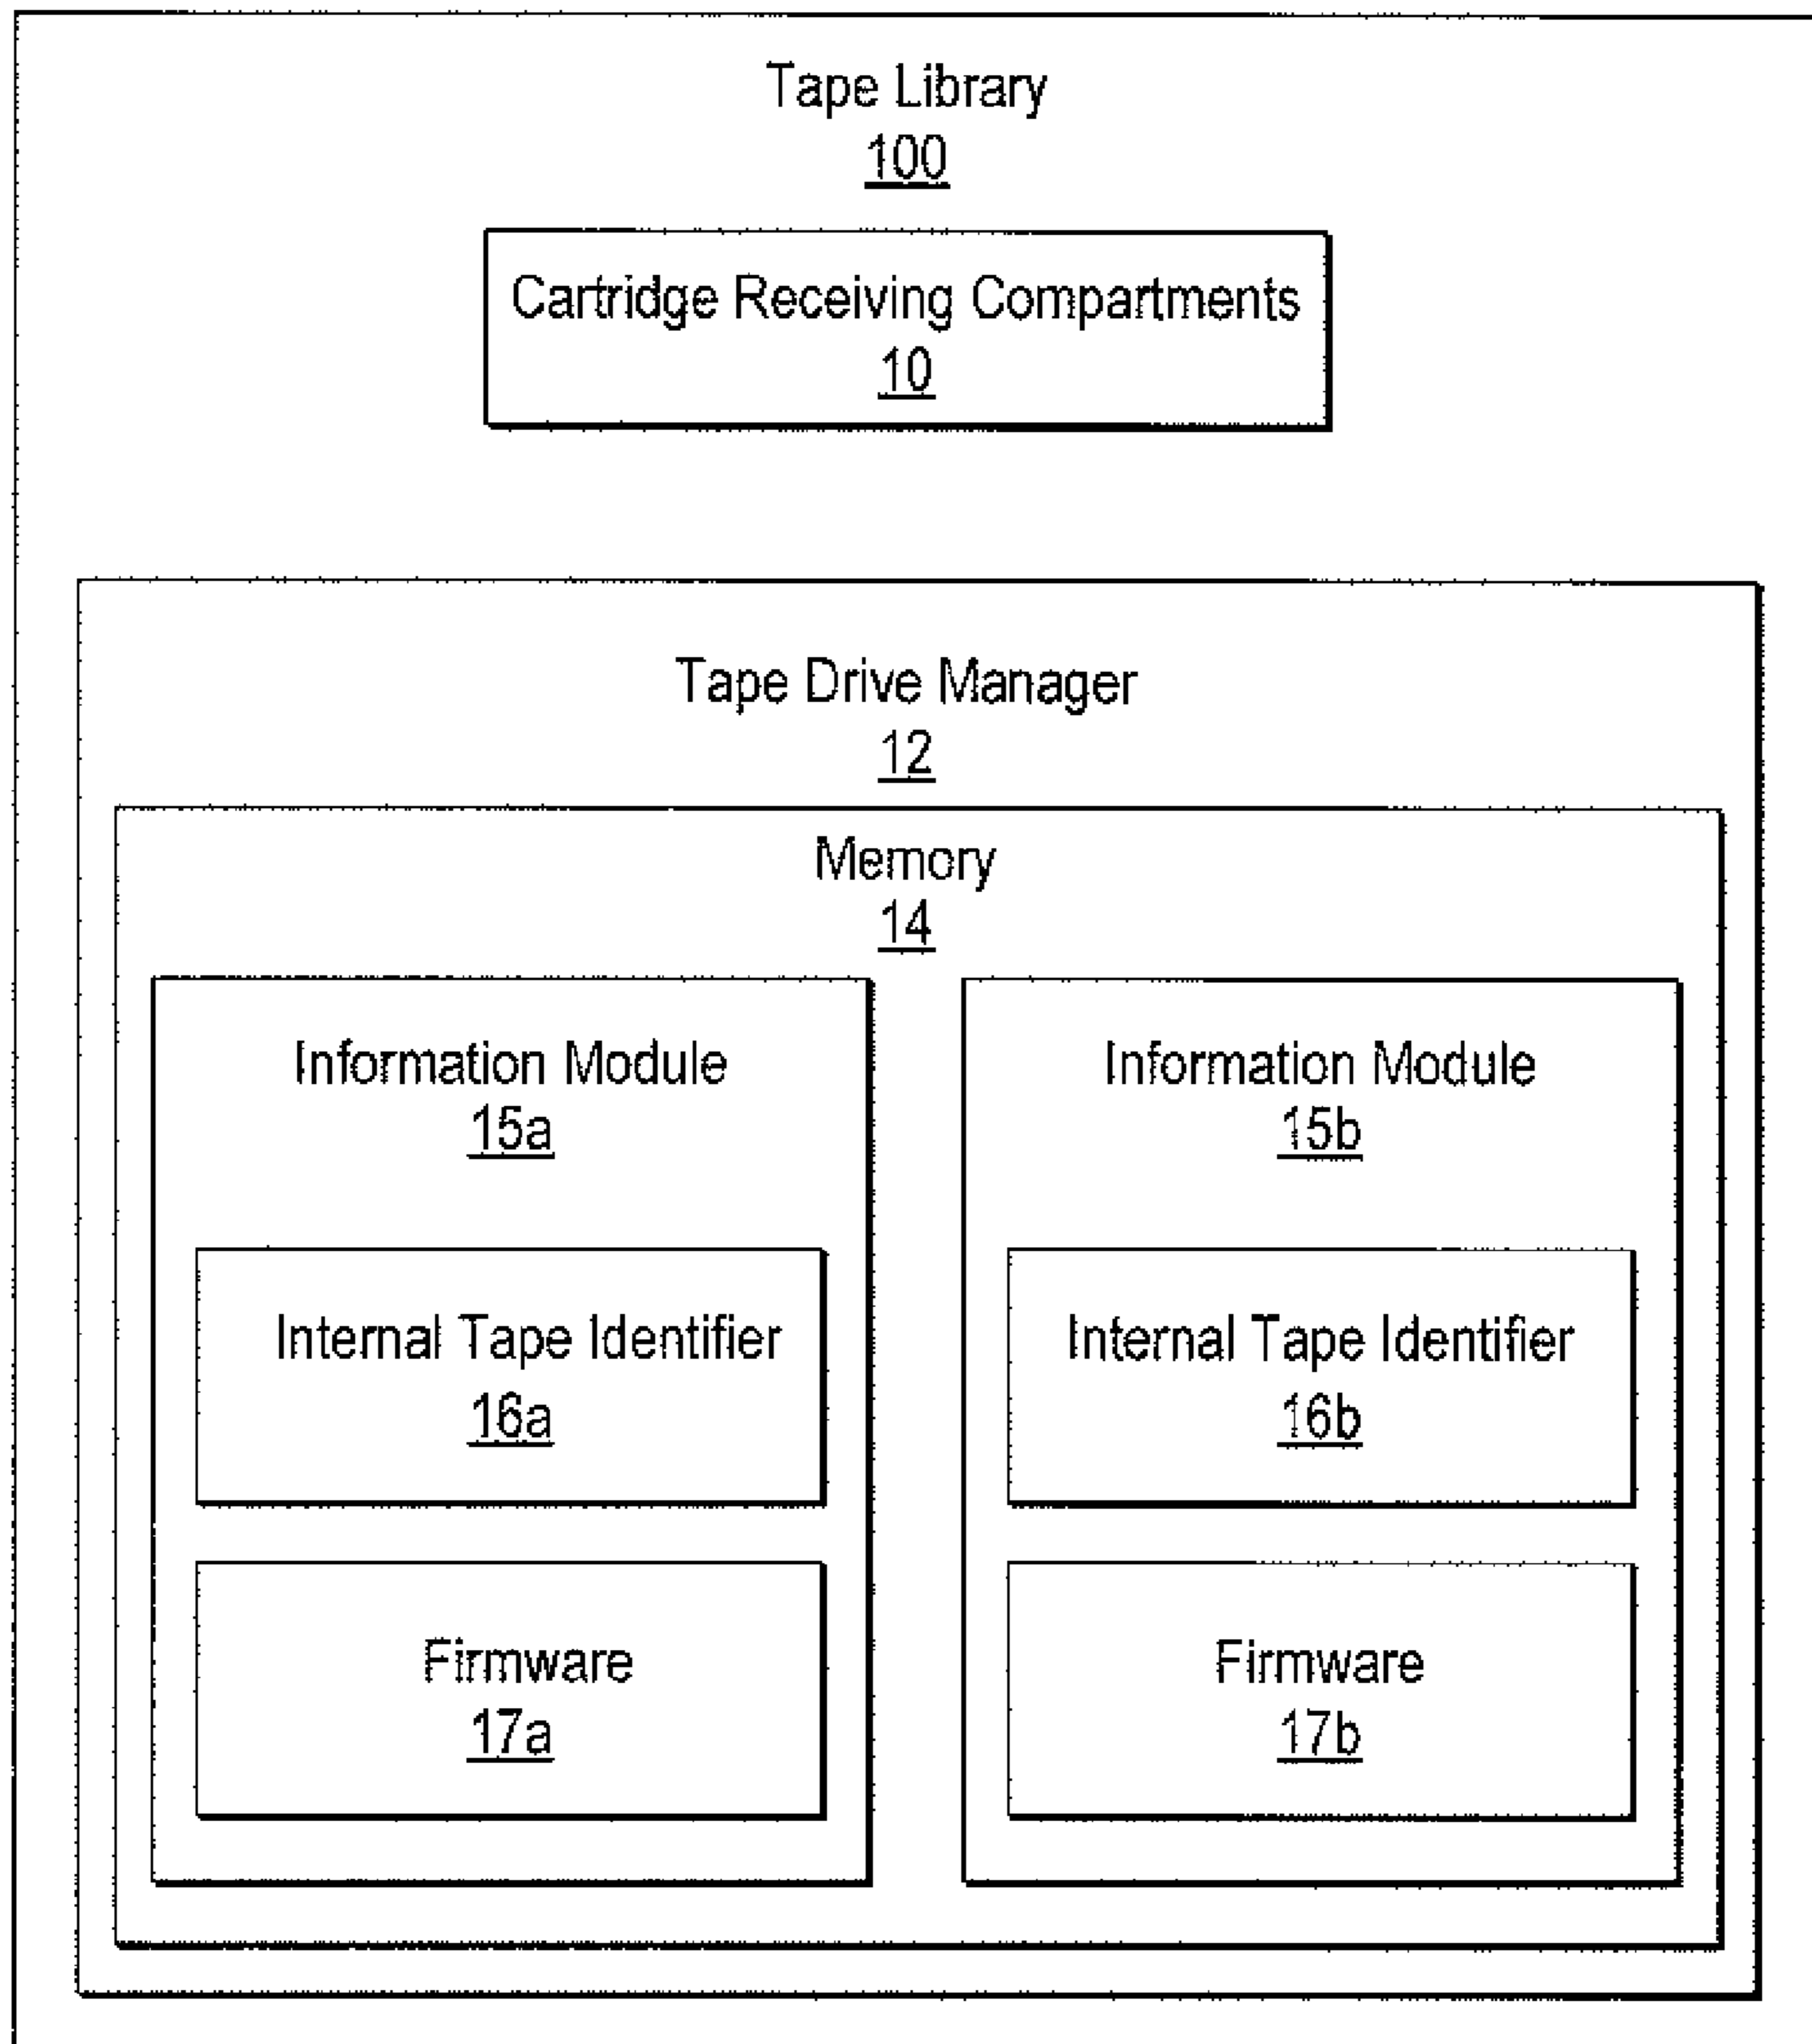 Tape Library
100
Cartridge Receiving Compartments
10
Tape Drive Manager
12
Memory
14
Information Module
15a
Internal Tape Identifier
16a
Firmware
17a
Information Module
15b
Internal Tape Identifier
16b
Firmware
17b